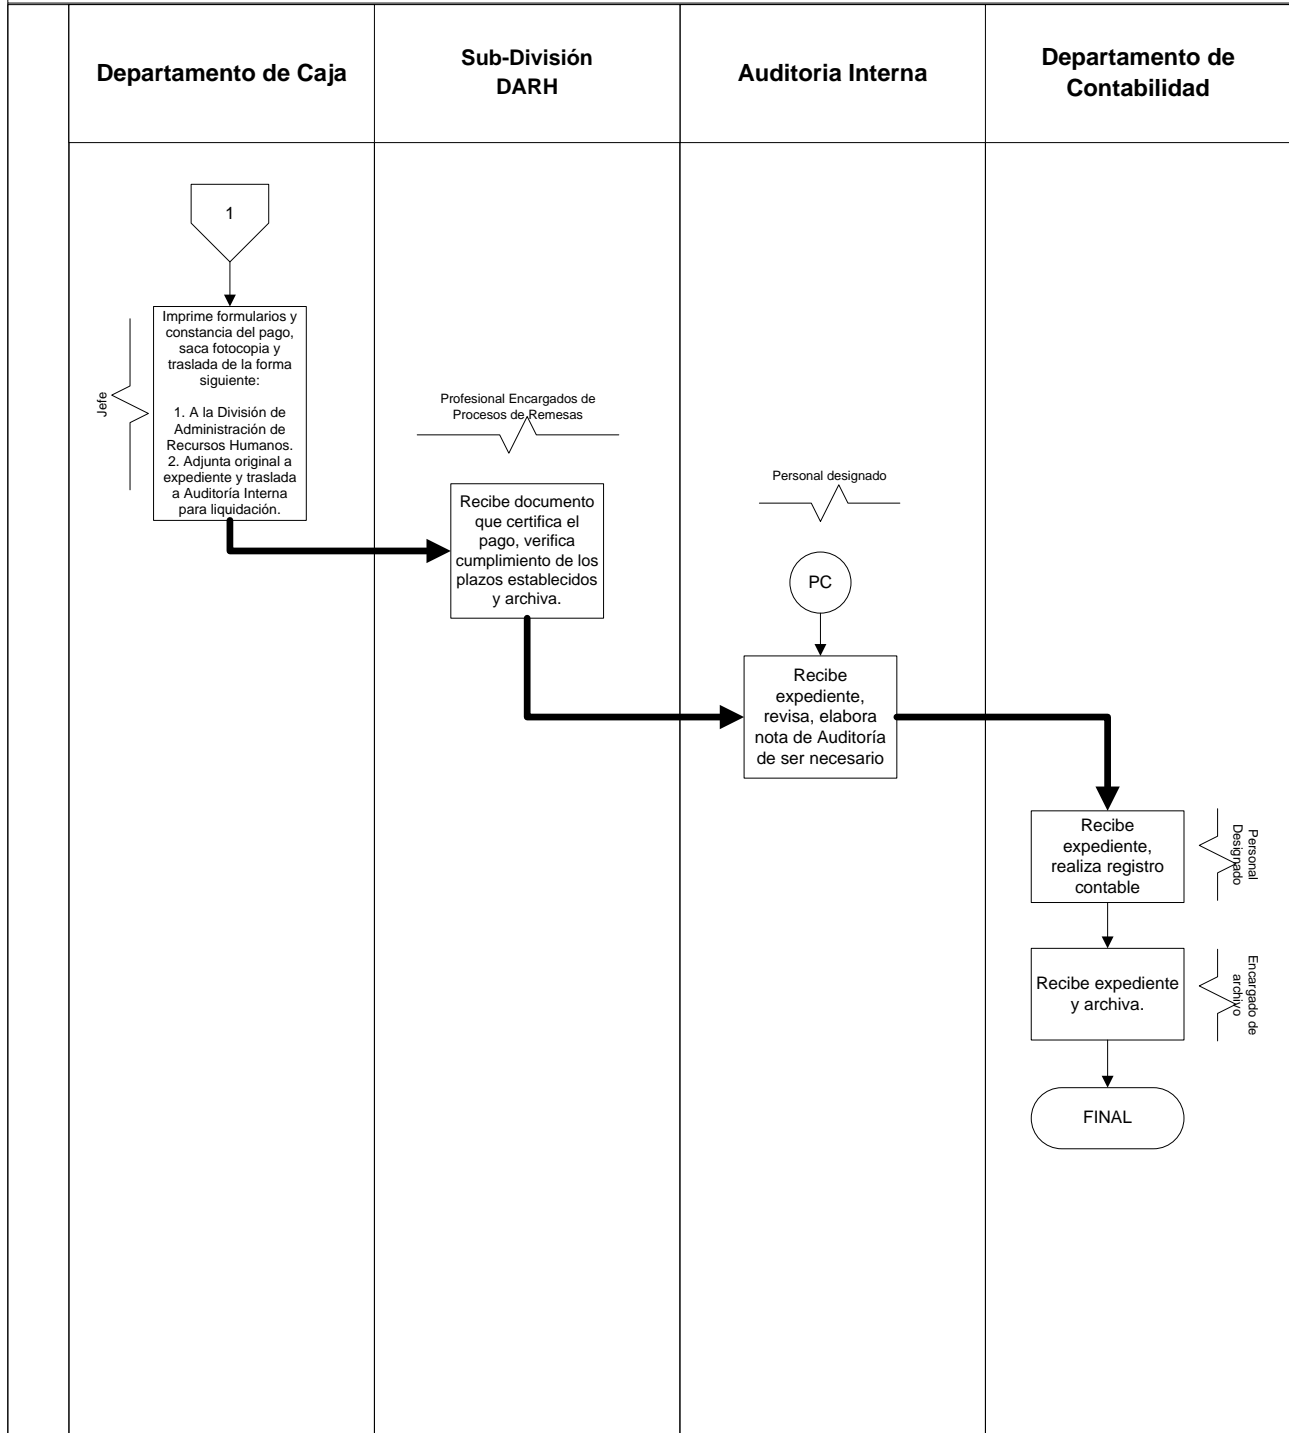 Departamento de Caja
Sub-División
DARH
Auditoria Interna
Departamento de
Contabilidad
1
Jefe
Imprime formularios y
constancia del pago,
saca fotocopia y
traslada de la forma
siguiente:
1. A la División de
Administración de
Recursos Humanos.
2. Adjunta original a
expediente y traslada
a Auditoría Interna
para liquidación.
Profesional Encargados de
Procesos de Remesas
Recibe documento
que certifica el
pago, verifica
cumplimiento de los
plazos establecidos
y archiva.
Personal designado
PC
Recibe
expediente,
revisa, elabora
nota de Auditoría
de ser necesario
Recibe
expediente,
realiza registro
contable
Personal
Designado
Recibe expediente
y archiva.
Encargado de
archivo
FINAL